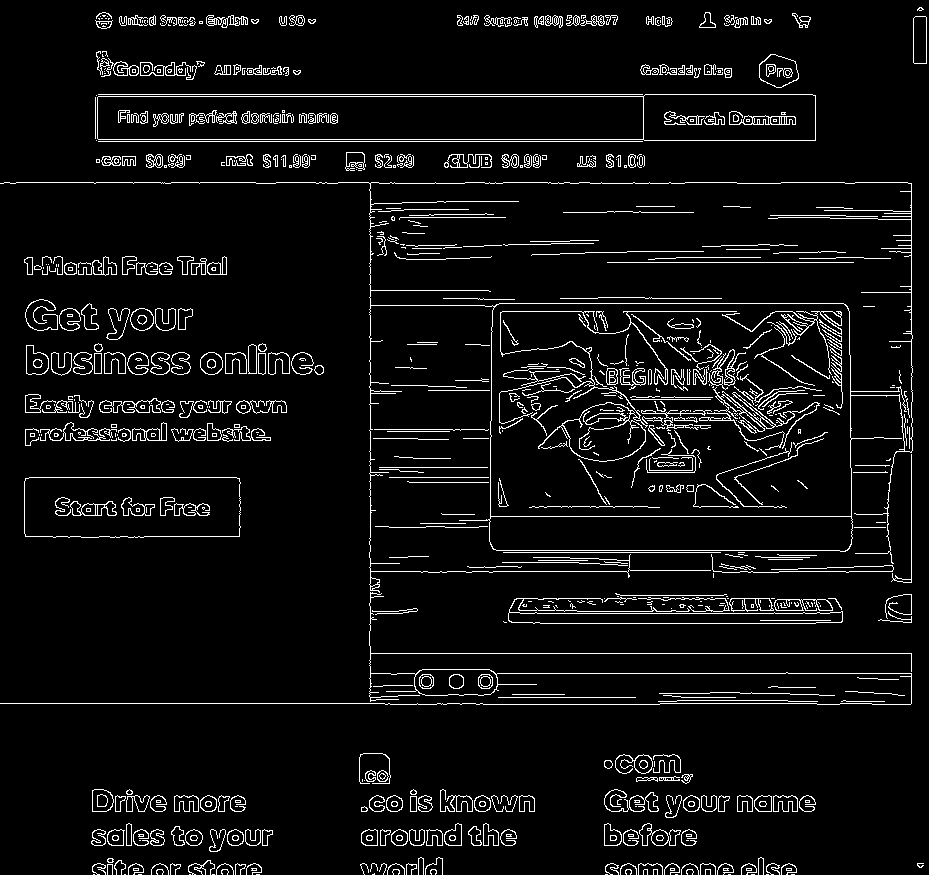 United States - English USD 24/7 Support (480) 505-8877 Help Sign In
GoDaddy™ All Products GoDaddy Blog Pro
Find your perfect domain name Search Domain
.com $0.99* .net $11.99* .co $2.99 .CLUB $0.99* .us $1.00
1-Month Free Trial
Get your
business online.
Easily create your own
professional website.
Start for Free
BEGINNINGS
.co
.com
Drive more
sales to your
site or store
.co is known
around the
world
Get your name
before
someone else